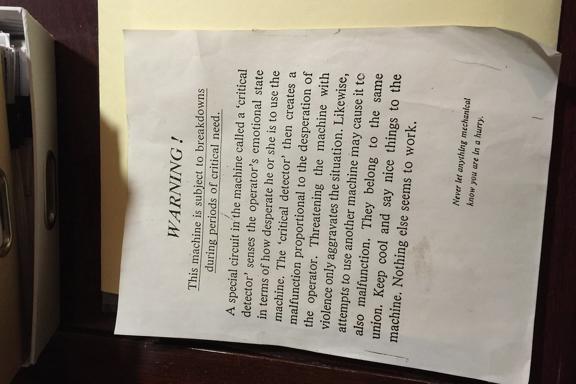 WARNING!
This machine is subject to breakdowns
during periods of critical need.
A special circuit in the machine called a 'critical
detector' senses the operator's emotional state
in terms of how desperate he or she is to use the
machine. The 'critical detector' then creates a
malfunction proportional to the desperation of
the operator. Threatening the machine with
violence only aggravates the situation. Likewise,
attempts to use another machine may cause it to
also malfunction. They belong to the same
union. Keep cool and say nice things to the
machine. Nothing else seems to work.
Never let anything mechanical
know you are in a hurry.